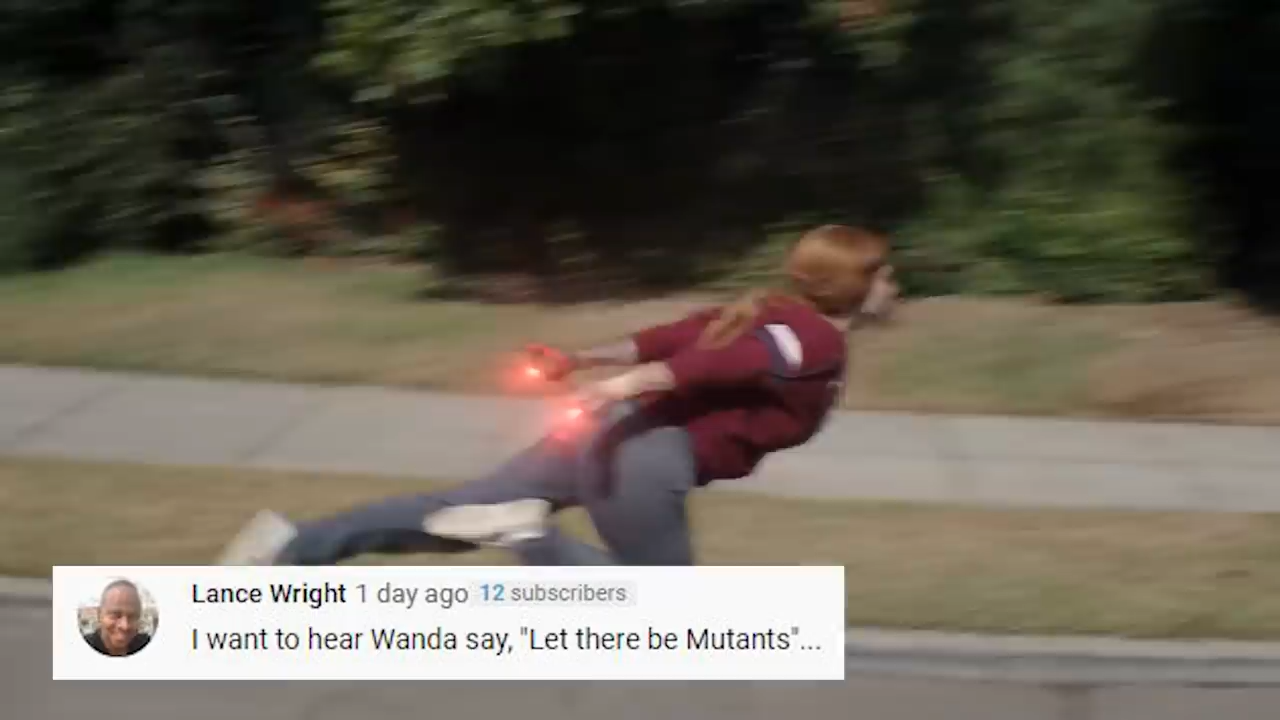 Lance Wright 1 day ago 12 subscribers
I want to hear Wanda say, "Let there be Mutants"...